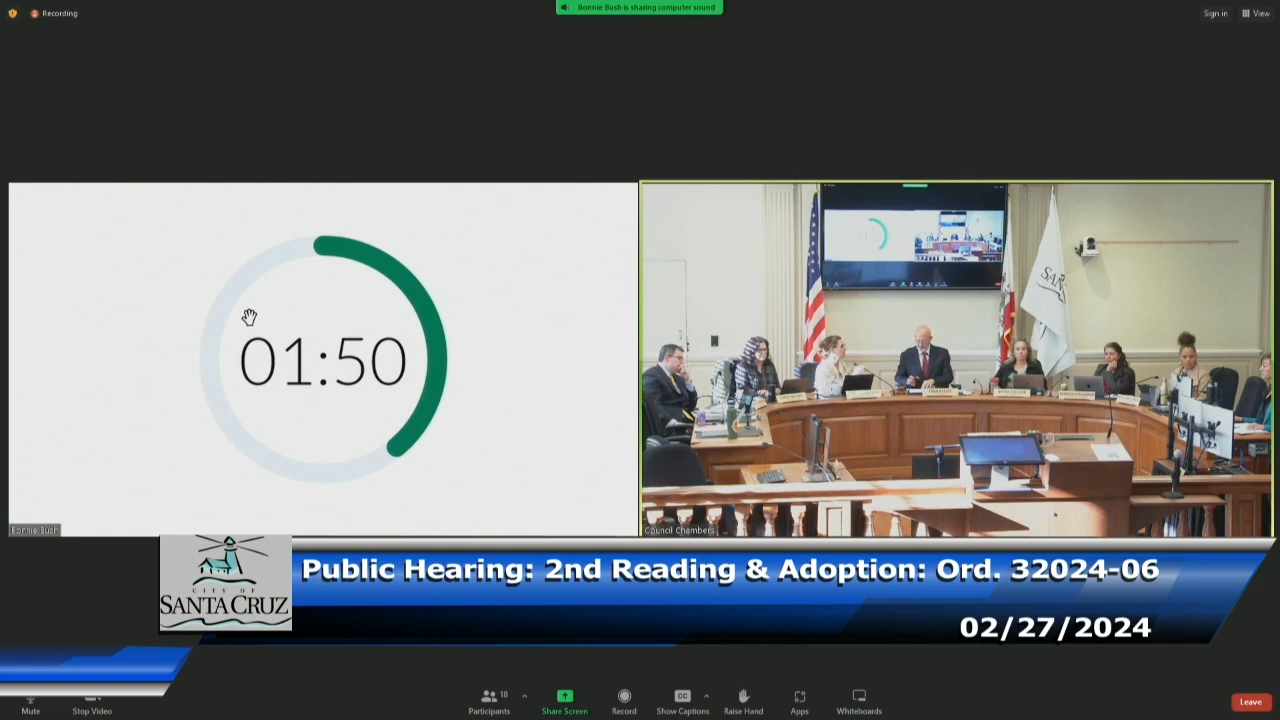 Recording
Bonnie Bush is sharing computer sound
Sign in
View
01:50
Bonnie Bush
Council Chambers
CITY OF
SANTA CRUZ
Public Hearing: 2nd Reading & Adoption: Ord. 32024-06
02/27/2024
Mute
Stop Video
Participants
18
Share Screen
Record
CC
Show Captions
Raise Hand
Apps
Whiteboards
Leave